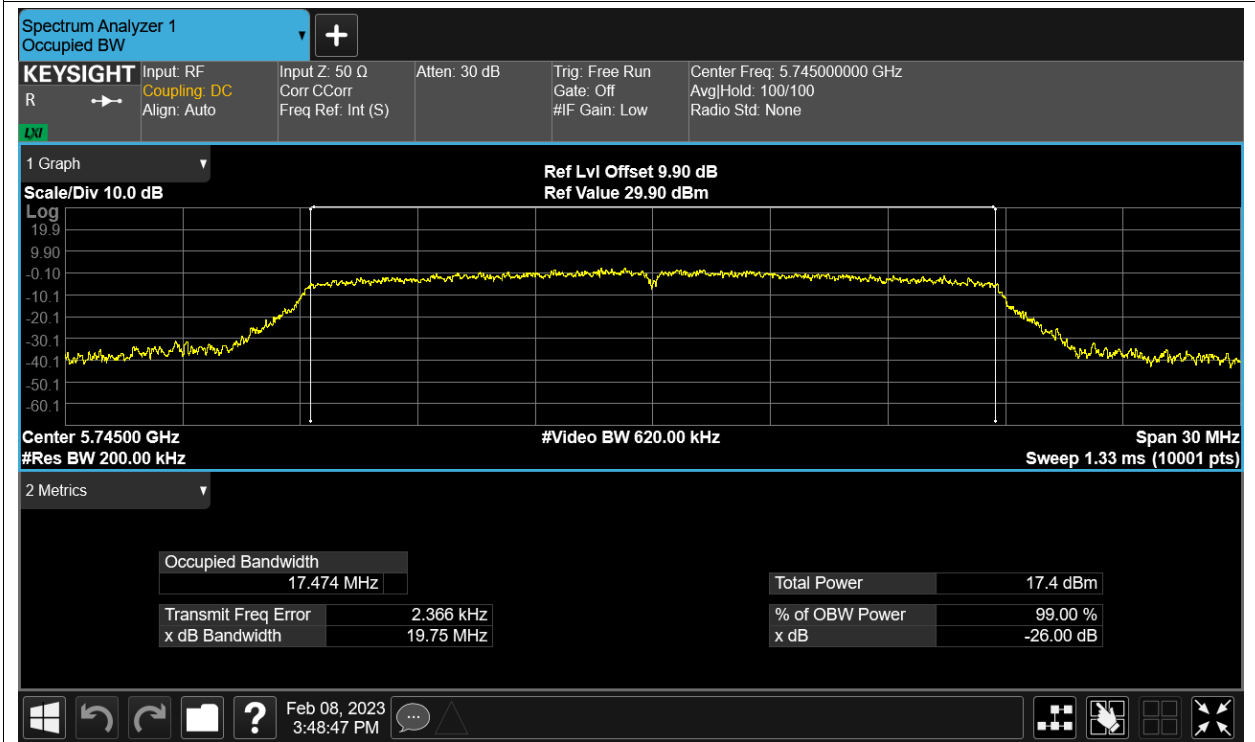 Spectrum Analyzer 1
Occupied BW
KEYSIGHT
R
LXI
Input: RF
Coupling: DC
Align: Auto
Input Z: 50 Ω
Corr CCorr
Freq Ref: Int (S)
Atten: 30 dB
Trig: Free Run
Gate: Off
#IF Gain: Low
Center Freq: 5.745000000 GHz
Avg|Hold: 100/100
Radio Std: None
1 Graph
Scale/Div 10.0 dB
Ref Lvl Offset 9.90 dB
Ref Value 29.90 dBm
Log
19.9
9.90
-0.10
-10.1
-20.1
-30.1
-40.1
-50.1
-60.1
Center 5.74500 GHz
#Video BW 620.00 kHz
Span 30 MHz
#Res BW 200.00 kHz
Sweep 1.33 ms (10001 pts)
2 Metrics
Occupied Bandwidth
17.474 MHz
Total Power 17.4 dBm
Transmit Freq Error 2.366 kHz
% of OBW Power 99.00 %
x dB Bandwidth 19.75 MHz
x dB -26.00 dB
?
Feb 08, 2023
3:48:47 PM